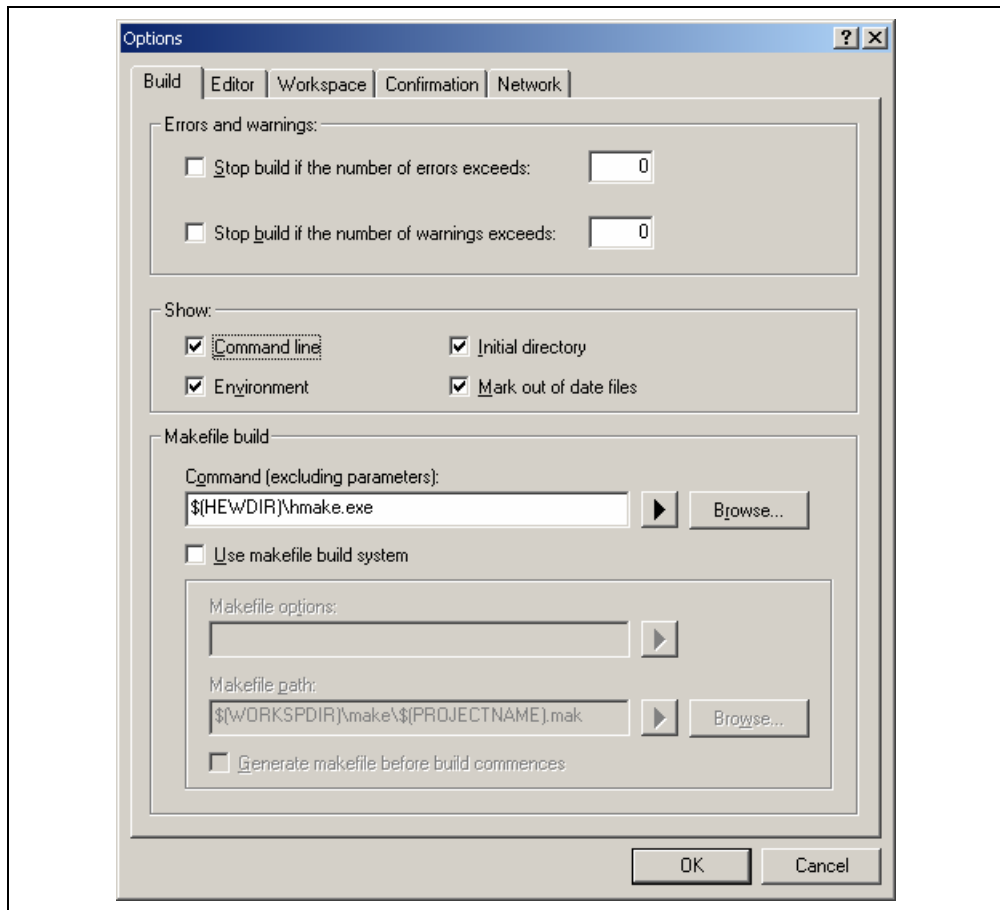 Options
Build Editor Workspace Confirmation Network
Errors and warnings:
Stop build if the number of errors exceeds: 0
Stop build if the number of warnings exceeds: 0
Show:
Command line Initial directory
Environment Mark out of date files
Makefile build
Command (excluding parameters):
$(HEWDIR)\hmake.exe Browse...
Use makefile build system
Makefile options:
Makefile path:
$(WORKSPDIR)\make\$(PROJECTNAME).mak Browse...
Generate makefile before build commences
OK Cancel